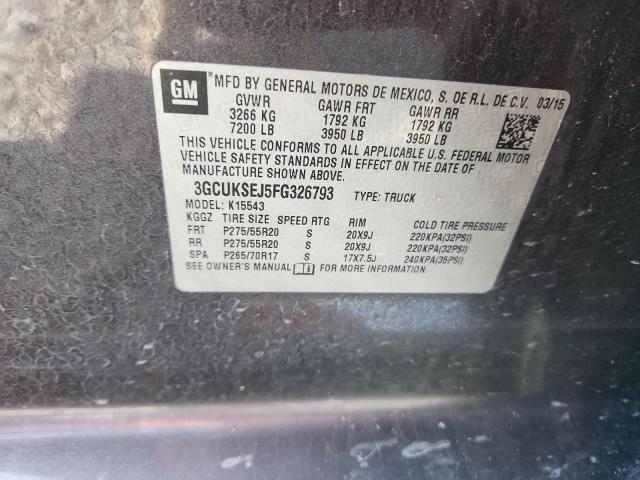 GM
*MFD BY GENERAL MOTORS DE MEXICO, S. DE R.L. DE C.V. 03/15
GVWR GAWR FRT GAWR RR
3266 KG 1792 KG 1792 KG
7200 LB 3950 LB 3950 LB
THIS VEHICLE CONFORMS TO ALL APPLICABLE U.S. FEDERAL MOTOR
VEHICLE SAFETY STANDARDS IN EFFECT ON THE DATE OF
MANUFACTURE SHOWN ABOVE.
3GCUKSEJ5FG326793 TYPE: TRUCK
MODEL: K15543
KGGZ TIRE SIZE SPEED RTG RIM COLD TIRE PRESSURE
FRT P275/55R20 S 20X9J 220KPA(32PSI)
RR P275/55R20 S 20X9J 220KPA(32PSI)
SPA P265/70R17 S 17X7.5J 240KPA(35PSI)
SEE OWNER'S MANUAL FOR MORE INFORMATION.